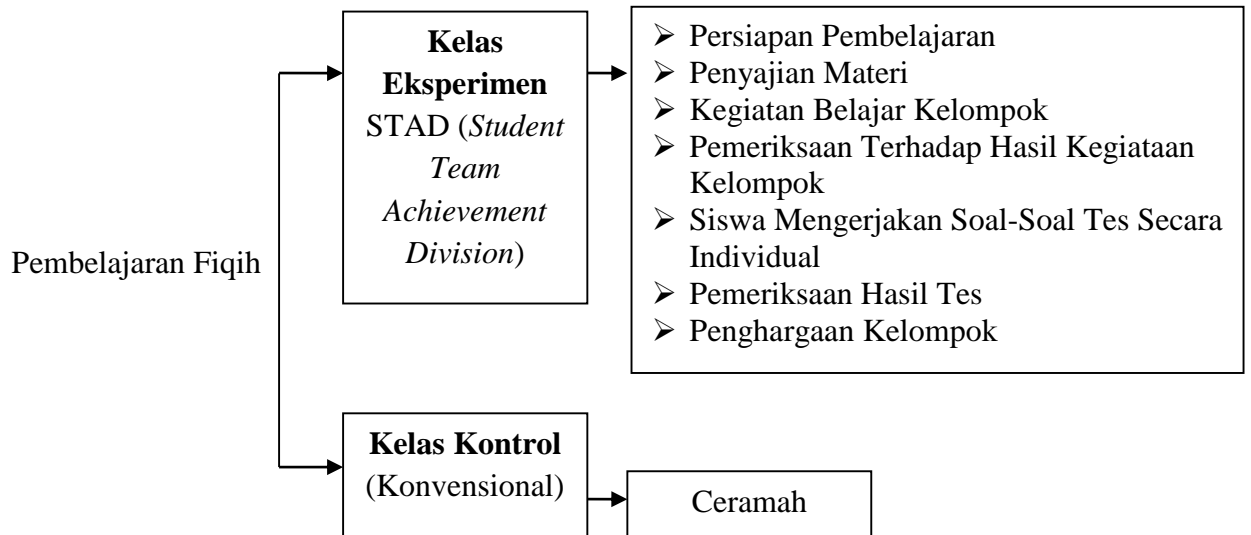 Pembelajaran Fiqih
Kelas
Eksperimen
STAD (Student
Team
Achievement
Division)
➢ Persiapan Pembelajaran
➢ Penyajian Materi
➢ Kegiatan Belajar Kelompok
➢ Pemeriksaan Terhadap Hasil Kegiataan
Kelompok
➢ Siswa Mengerjakan Soal-Soal Tes Secara
Individual
➢ Pemeriksaan Hasil Tes
➢ Penghargaan Kelompok
Kelas Kontrol
(Konvensional)
Ceramah